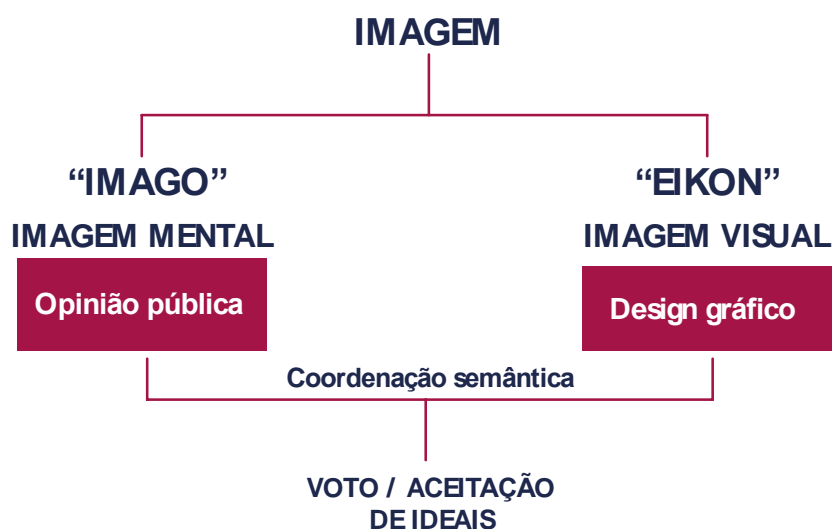 IMAGEM
“IMAGO”
“EIKON”
IMAGEM MENTAL
IMAGEM VISUAL
Opinião pública
Design gráfico
Coordenação semântica
VOTO / ACEITAÇÃO
DE IDEAIS